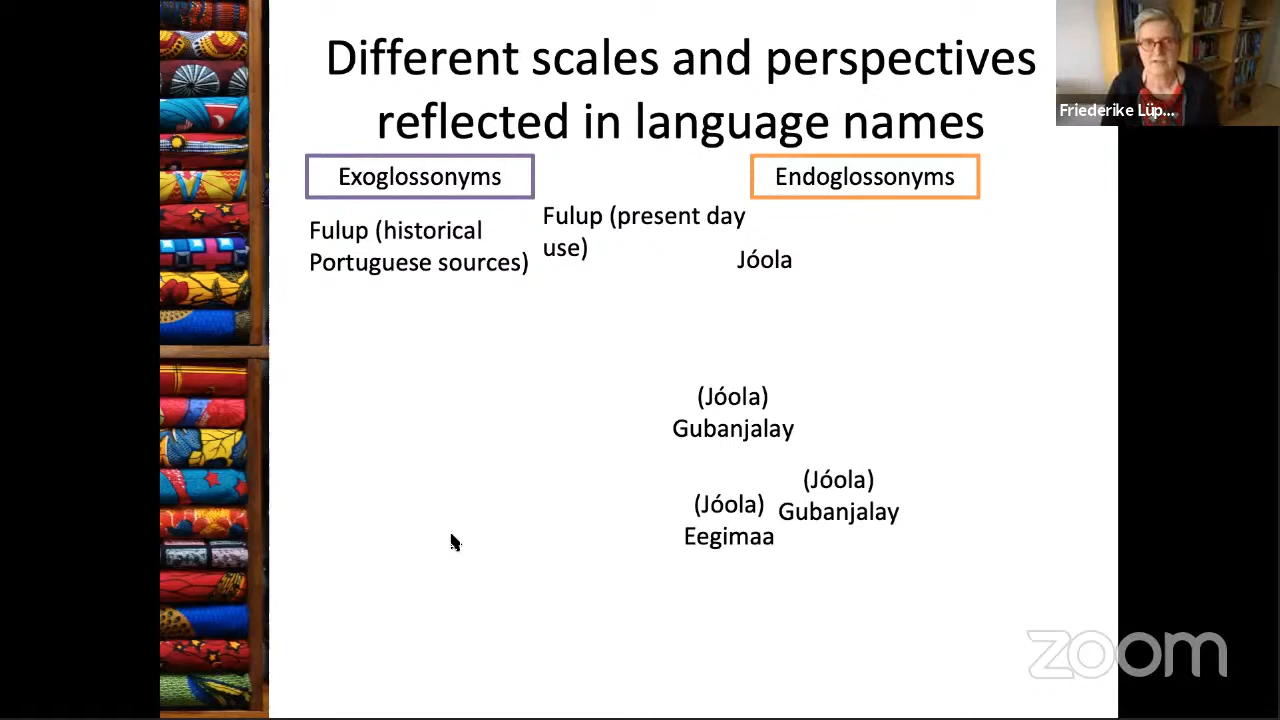 Different scales and perspectives
reflected in language names
Friederike Lüp...
Exoglossonyms
Endoglossonyms
Fulup (historical
Portuguese sources)
Fulup (present day
use)
Jóola
(Jóola)
Gubanjalay
(Jóola)
Gubanjalay
(Jóola)
Eegimaa
zoom